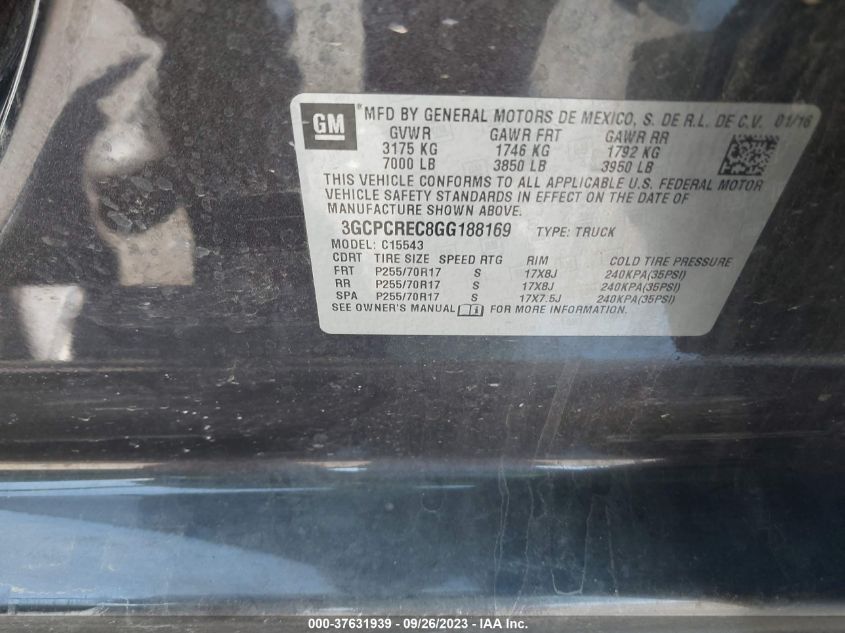 GM ® MFD BY GENERAL MOTORS DE MEXICO, S. DE R.L. DE C.V. 01/16
GVWR GAWR FRT GAWR RR
3175 KG 1746 KG 1792 KG
7000 LB 3850 LB 3950 LB
THIS VEHICLE CONFORMS TO ALL APPLICABLE U.S. FEDERAL MOTOR
VEHICLE SAFETY STANDARDS IN EFFECT ON THE DATE OF
MANUFACTURE SHOWN ABOVE.
3GCPCREC8GG188169 TYPE: TRUCK
MODEL: C15543
CDRT TIRE SIZE SPEED RTG RIM COLD TIRE PRESSURE
FRT P255/70R17 S 17X8J 240KPA(35PSI)
RR P255/70R17 S 17X8J 240KPA(35PSI)
SPA P255/70R17 S 17X7.5J 240KPA(35PSI)
SEE OWNER'S MANUAL FOR MORE INFORMATION.
000-37631939 - 09/26/2023 - IAA Inc.